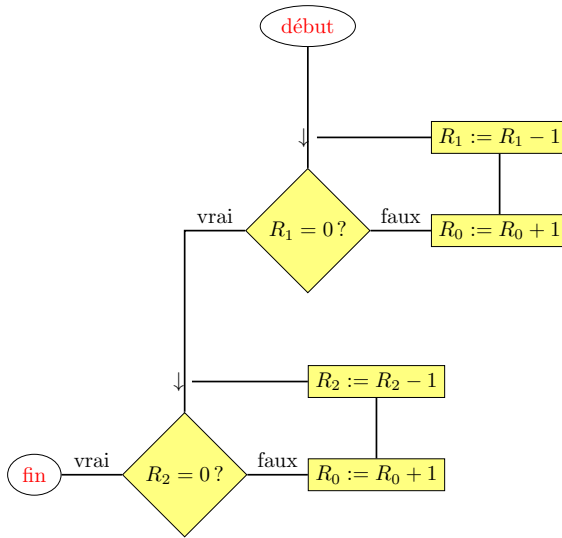 début
↓
R₁ := R₁ − 1
vrai
faux
R₁ = 0 ?
R₀ := R₀ + 1
↓
R₂ := R₂ − 1
vrai
faux
fin
R₂ = 0 ?
R₀ := R₀ + 1